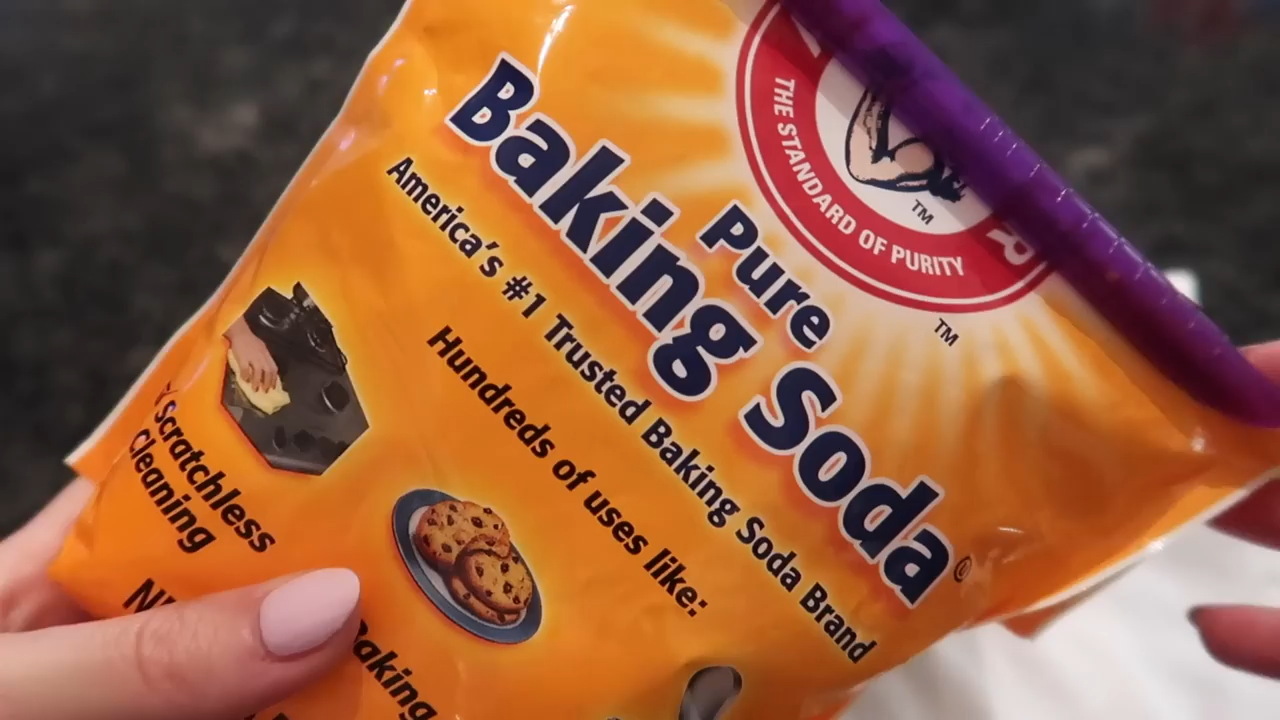 THE STANDARD OF PURITY
TM
R
TM
Pure
Baking Soda
America's #1 Trusted Baking Soda Brand
Hundreds of uses like:
Scratchless
Cleaning
Baking